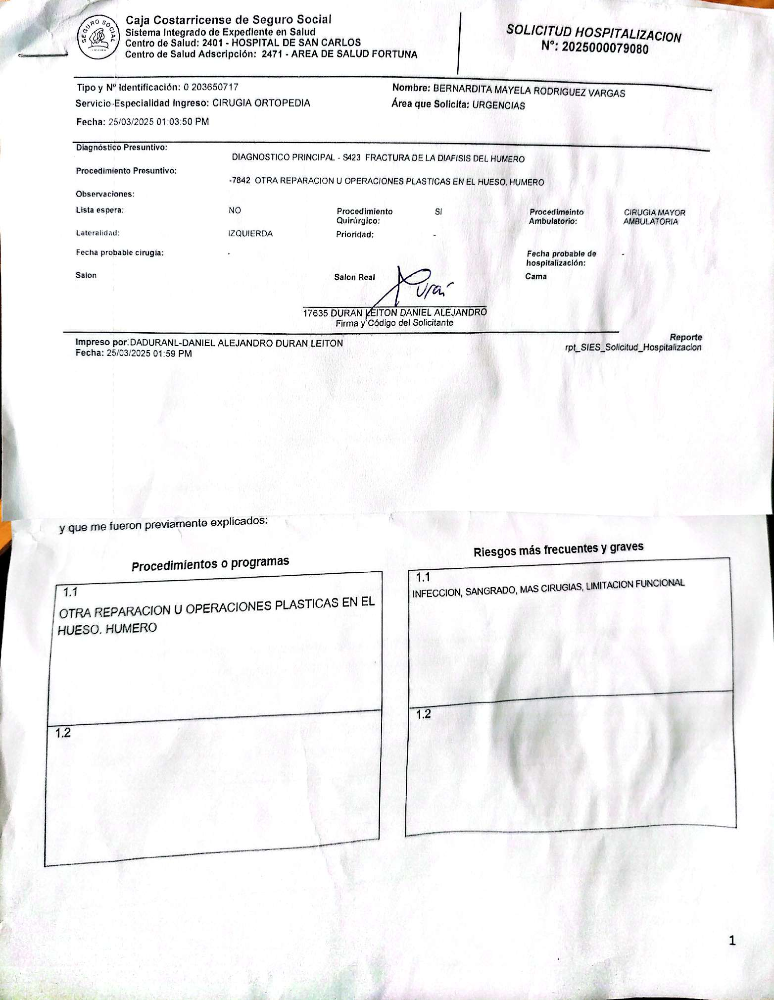 SEGURO SOCIAL
Caja Costarricense de Seguro Social
Sistema Integrado de Expediente en Salud
Centro de Salud: 2401 - HOSPITAL DE SAN CARLOS
Centro de Salud Adscripción: 2471 - AREA DE SALUD FORTUNA
SOLICITUD HOSPITALIZACION
Nº: 2025000079080
Tipo y Nº Identificación: 0 203650717
Nombre: BERNARDITA MAYELA RODRIGUEZ VARGAS
Servicio-Especialidad Ingreso: CIRUGIA ORTOPEDIA
Área que Solicita: URGENCIAS
Fecha: 25/03/2025 01:03:50 PM
Diagnóstico Presuntivo:
DIAGNOSTICO PRINCIPAL - S423 FRACTURA DE LA DIAFISIS DEL HUMERO
Procedimiento Presuntivo:
-7842 OTRA REPARACION U OPERACIONES PLASTICAS EN EL HUESO. HUMERO
Observaciones:
Lista espera: NO Procedimiento Quirúrgico: SI Procedimeinto Ambulatorio: CIRUGIA MAYOR AMBULATORIA
Lateralidad: IZQUIERDA Prioridad: -
Fecha probable cirugía: - Fecha probable de hospitalización: -
Salon Salon Real Cama
Duran
17635 DURAN LEITON DANIEL ALEJANDRO
Firma y Código del Solicitante
Impreso por:DADURANL-DANIEL ALEJANDRO DURAN LEITON
Fecha: 25/03/2025 01:59 PM
Reporte
rpt_SIES_Solicitud_Hospitalizacion
y que me fueron previamente explicados:
Procedimientos o programas
Riesgos más frecuentes y graves
1.1
OTRA REPARACION U OPERACIONES PLASTICAS EN EL
HUESO. HUMERO
1.1
INFECCION, SANGRADO, MAS CIRUGIAS, LIMITACION FUNCIONAL
1.2
1.2
1